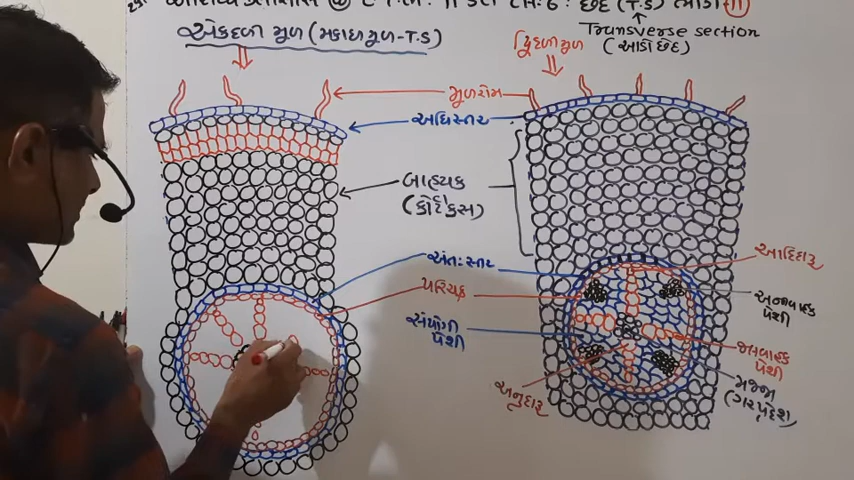 (T.S)
Transverse section
(આડોછેદ)
એકદળી મૂળ (મકાઈમૂળ-T.S)
દ્વિદળીમૂળ
મૂળરોમ
અધિસ્તર
બાહ્યક
(કોર્ટેક્સ)
અંતઃસ્તર
પરિચક્ર
સંયોગી
પેશી
આદિદારૂ
અન્નવાહક
પેશી
જલવાહક
પેશી
મજ્જા
(ગરપ્રદેશ)
અનુદારૂ